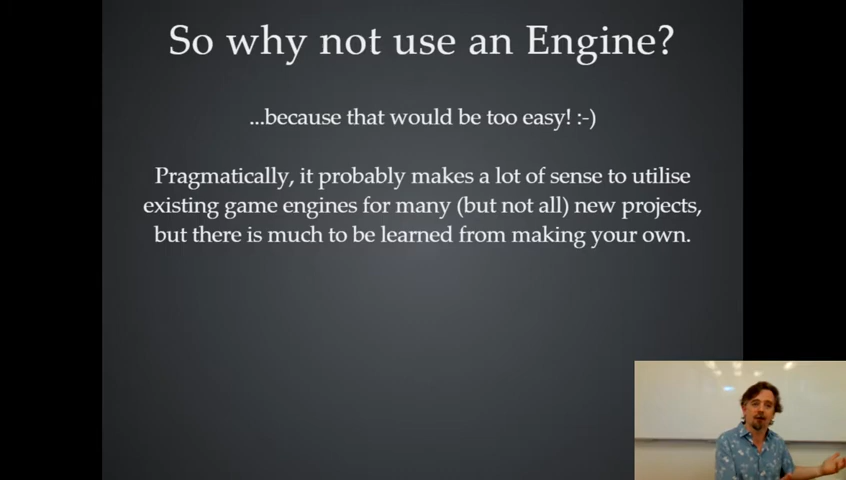 So why not use an Engine?
...because that would be too easy! :-)
Pragmatically, it probably makes a lot of sense to utilise
existing game engines for many (but not all) new projects,
but there is much to be learned from making your own.